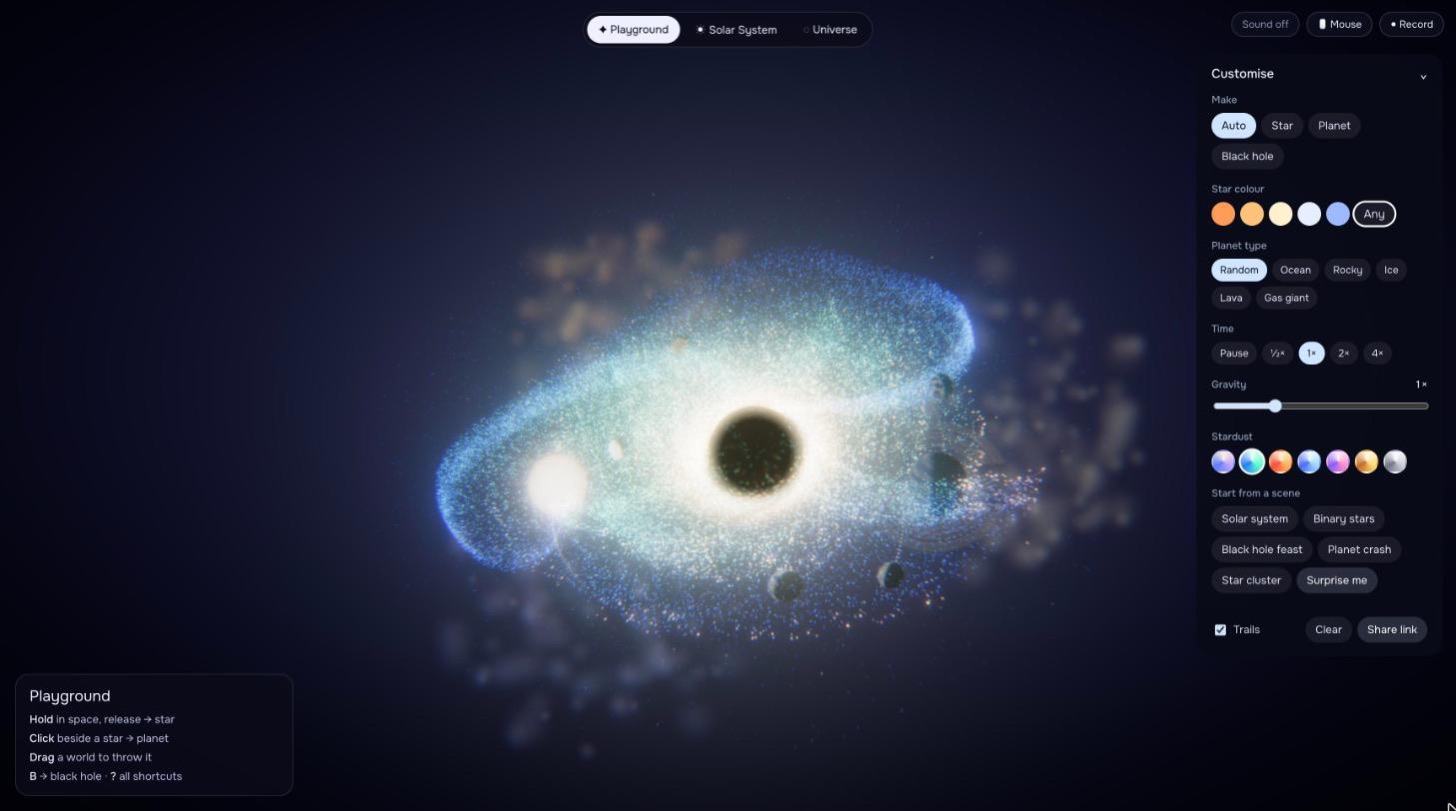 Playground
Solar System
Universe
Sound off
Mouse
Record
Customise
Make
Auto Star Planet
Black hole
Star colour
Any
Planet type
Random Ocean Rocky Ice
Lava Gas giant
Time
Pause ½× 1× 2× 4×
Gravity 1×
Stardust
Start from a scene
Solar system Binary stars
Black hole feast Planet crash
Star cluster Surprise me
Trails Clear Share link
Playground
Hold in space, release → star
Click beside a star → planet
Drag a world to throw it
B → black hole · ? all shortcuts